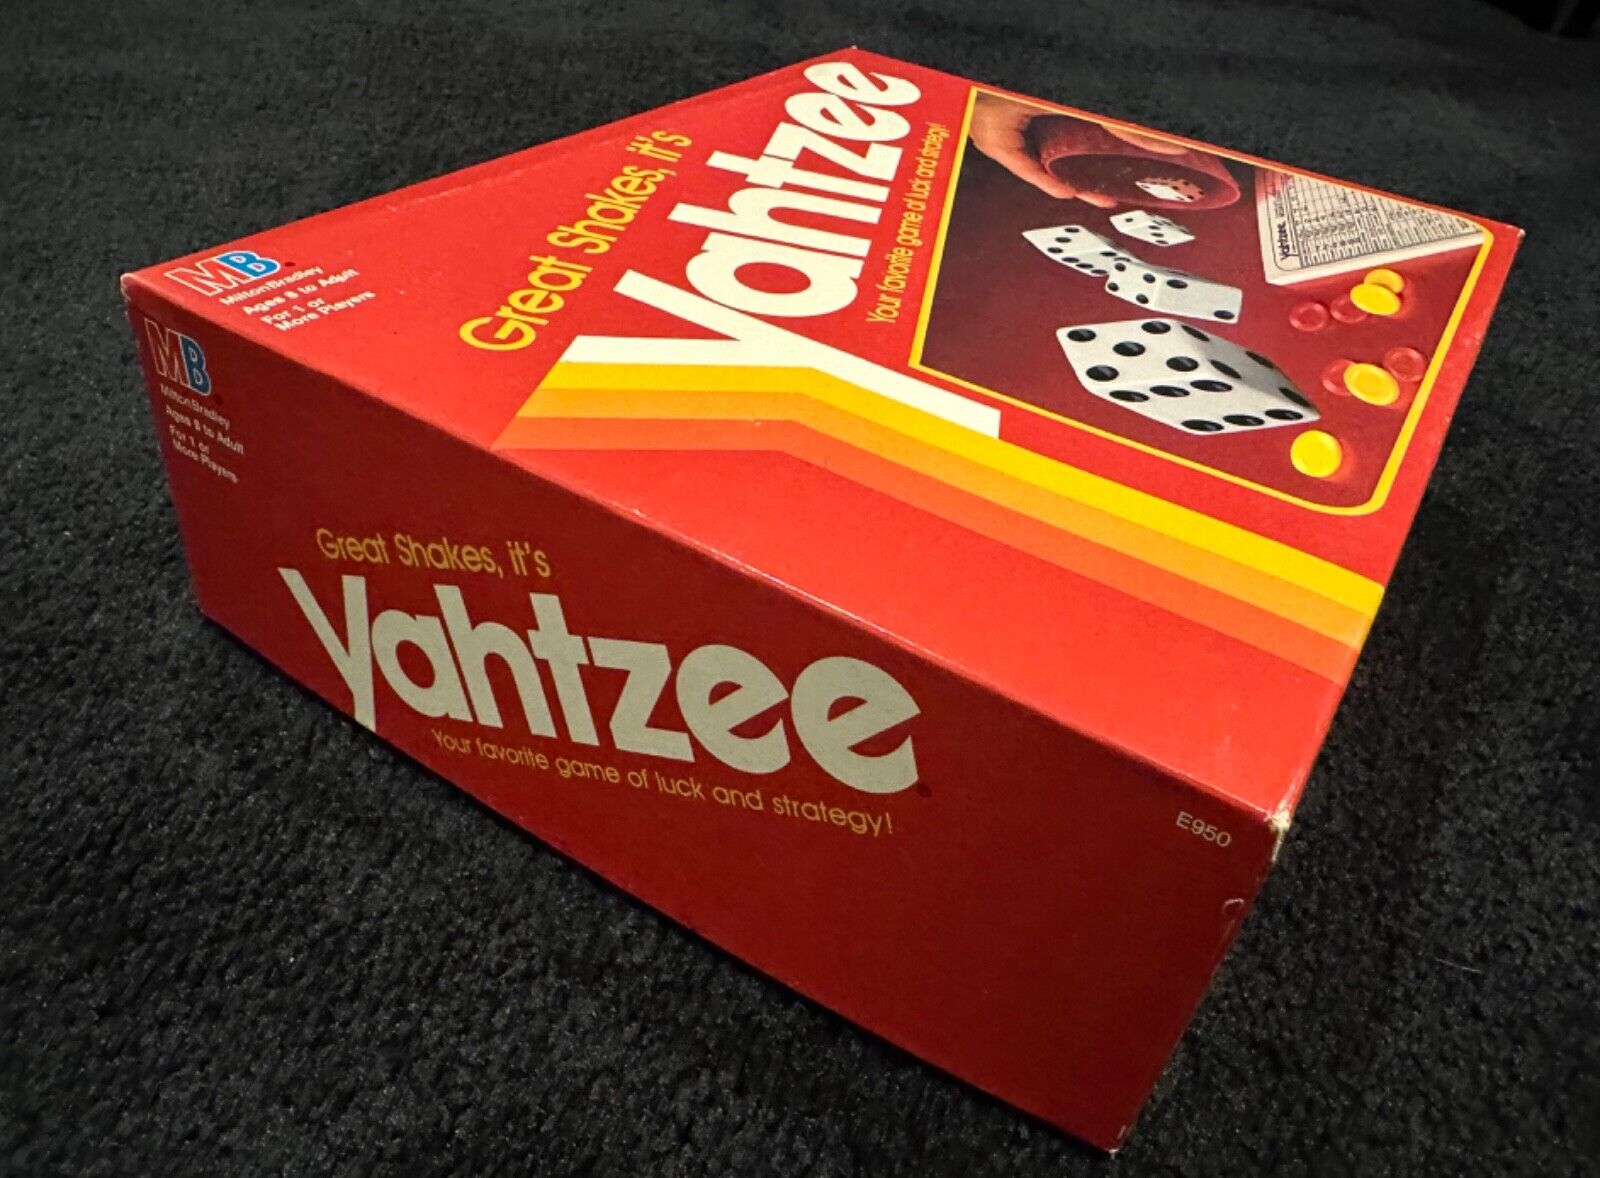 MB
Milton Bradley
Ages 8 to Adult
For 1 or
More Players
Great Shakes, it's
Yahtzee
Your favorite game of luck and strategy!
Yahtzee
MB
Milton Bradley
Ages 8 to Adult
For 1 or
More Players
Great Shakes, it's
Yahtzee
Your favorite game of luck and strategy!
E950